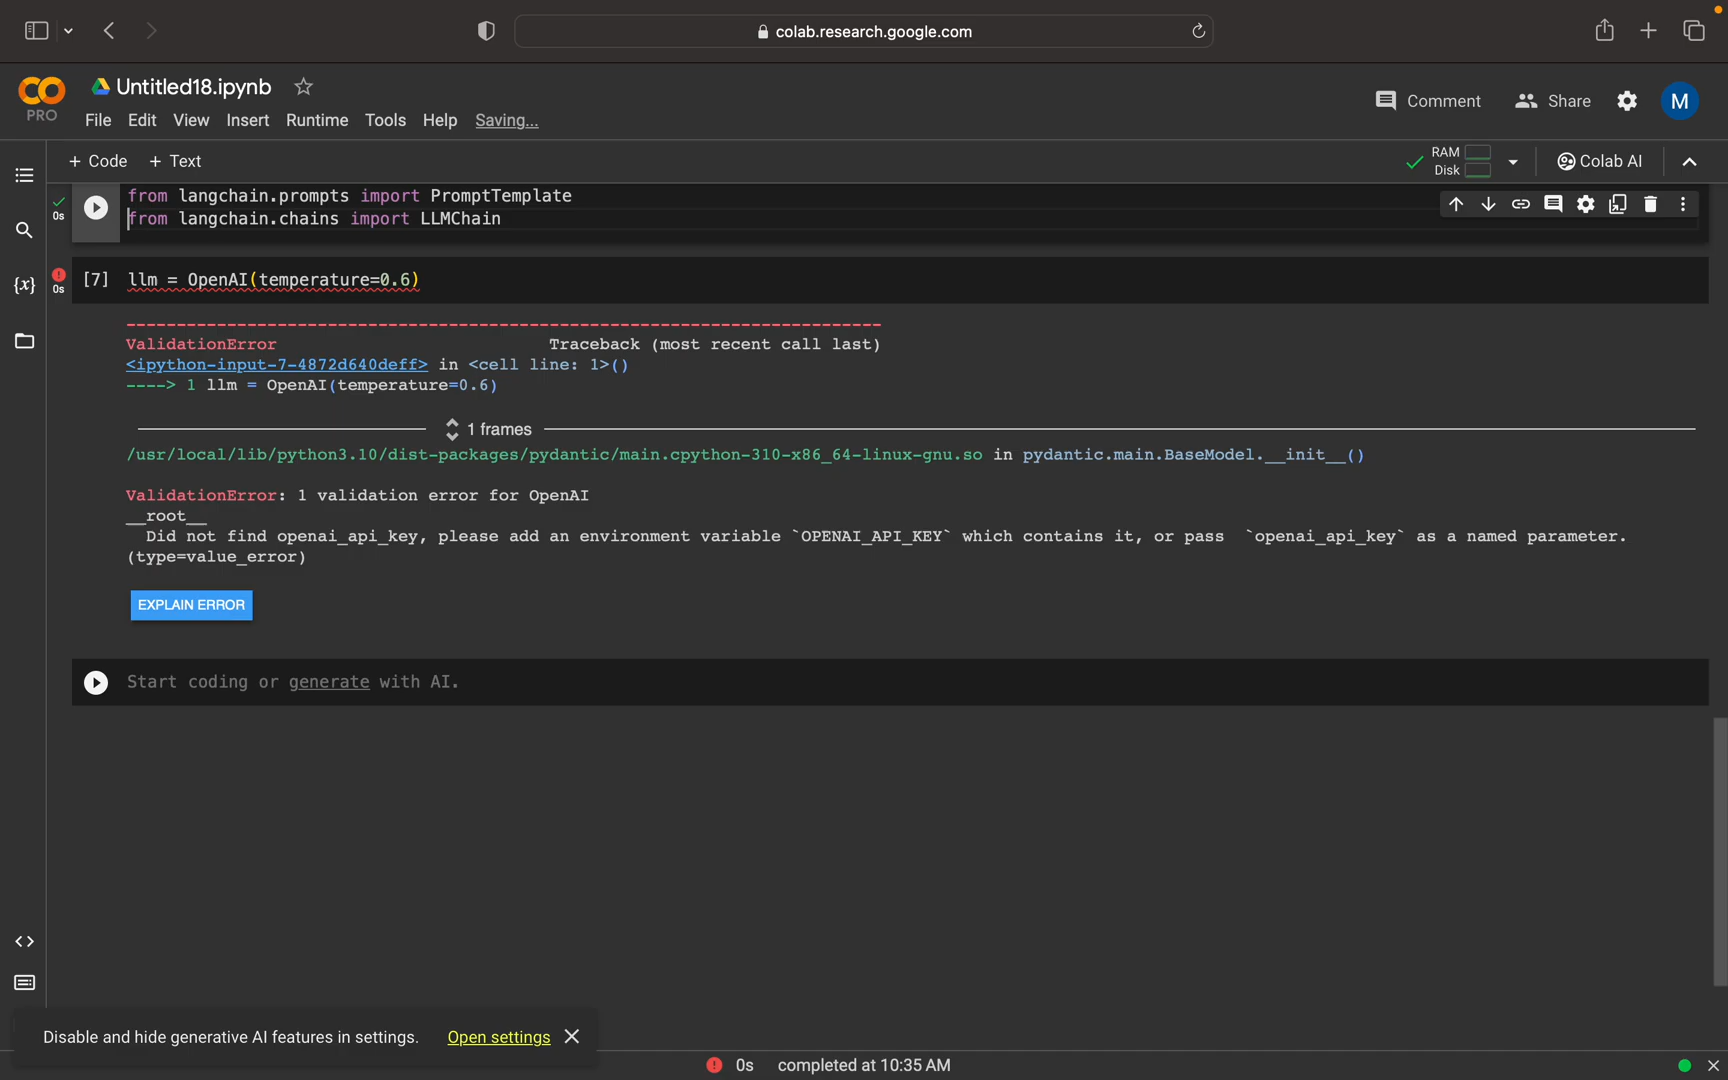 colab.research.google.com
CO
PRO
Untitled18.ipynb
File Edit View Insert Runtime Tools Help Saving...
Comment Share M
+ Code + Text
RAM
Disk
Colab AI
0s
from langchain.prompts import PromptTemplate
from langchain.chains import LLMChain
0s
[7] llm = OpenAI(temperature=0.6)
---------------------------------------------------------------------------
ValidationError Traceback (most recent call last)
<ipython-input-7-4872d640deff> in <cell line: 1>()
----> 1 llm = OpenAI(temperature=0.6)
1 frames
/usr/local/lib/python3.10/dist-packages/pydantic/main.cpython-310-x86_64-linux-gnu.so in pydantic.main.BaseModel.__init__()
ValidationError: 1 validation error for OpenAI
__root__
Did not find openai_api_key, please add an environment variable `OPENAI_API_KEY` which contains it, or pass `openai_api_key` as a named parameter.
(type=value_error)
EXPLAIN ERROR
Start coding or generate with AI.
{x}
Disable and hide generative AI features in settings. Open settings
0s completed at 10:35 AM